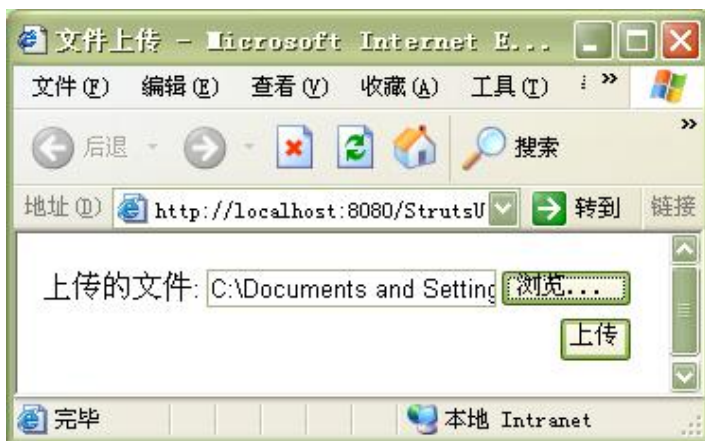 文件上传 - Microsoft Internet E...
文件(F) 编辑(E) 查看(V) 收藏(A) 工具(T) »
后退 搜索 »
地址(D) http://localhost:8080/StrutsU 转到 链接
上传的文件: C:\Documents and Setting 浏览...
上传
完毕 本地 Intranet